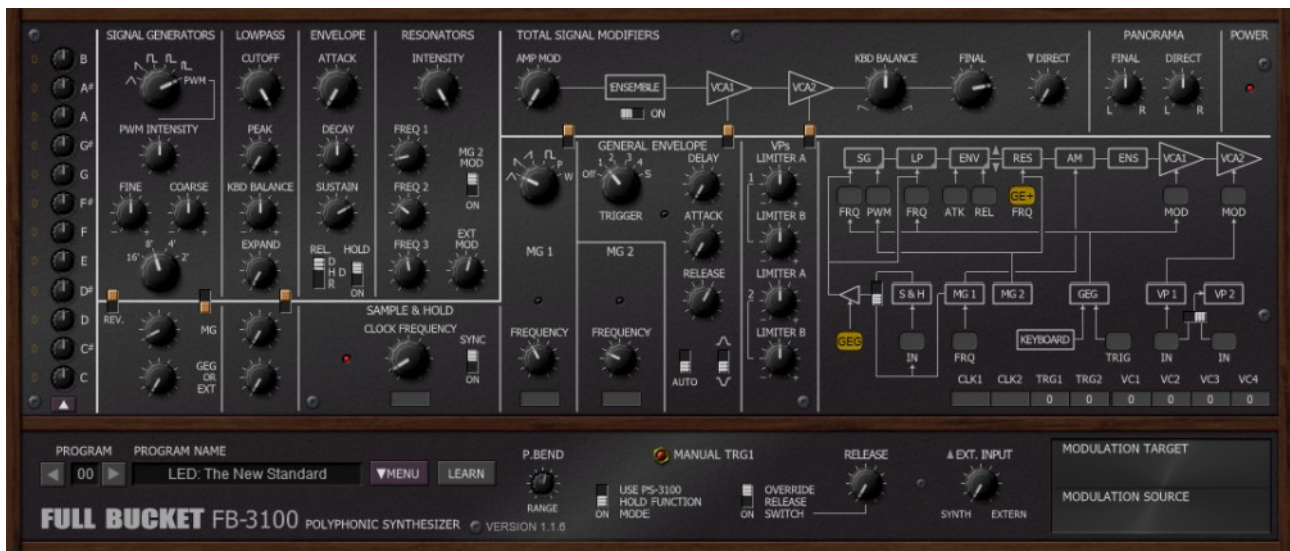 SIGNAL GENERATORS LOWPASS ENVELOPE RESONATORS TOTAL SIGNAL MODIFIERS PANORAMA POWER
B
A#
A
G#
G
F#
F
E
D#
D
C#
C
PWM
PWM INTENSITY
FINE COARSE
- + - +
16' 8' 4' 2'
REV. MG
GEG
OR
EXT
CUTOFF
PEAK
KBD BALANCE
- +
EXPAND
ATTACK
DECAY
SUSTAIN
REL. HOLD
D
H D
R ON
INTENSITY
FREQ 1
MG 2
MOD
ON
FREQ 2
FREQ 3 EXT
MOD
SAMPLE & HOLD
CLOCK FREQUENCY SYNC
ON
AMP MOD ENSEMBLE VCA1 VCA2 KBD BALANCE FINAL ▼DIRECT FINAL DIRECT
ON
L R L R
P
W
MG 1
FREQUENCY
GENERAL ENVELOPE
Off 1 2 3 4 S
TRIGGER
DELAY
ATTACK
RELEASE
MG 2
FREQUENCY
AUTO
VPs
LIMITER A
1 - +
LIMITER B
- +
LIMITER A
2 - +
LIMITER B
- +
SG LP ENV RES AM ENS VCA1 VCA2
GE+
FRQ PWM FRQ ATK REL FRQ MOD MOD
S & H MG 1 MG 2 GEG VP 1 VP 2
GEG KEYBOARD
IN FRQ TRIG IN IN
CLK1 CLK2 TRG1 TRG2 VC1 VC2 VC3 VC4
0 0 0 0 0 0
PROGRAM PROGRAM NAME
00 LED: The New Standard ▼MENU LEARN
P.BEND
RANGE
MANUAL TRG1
USE PS-3100
HOLD FUNCTION
ON MODE
OVERRIDE
RELEASE
ON SWITCH
RELEASE
▲EXT. INPUT
SYNTH EXTERN
MODULATION TARGET
MODULATION SOURCE
FULL BUCKET FB-3100 POLYPHONIC SYNTHESIZER VERSION 1.1.6